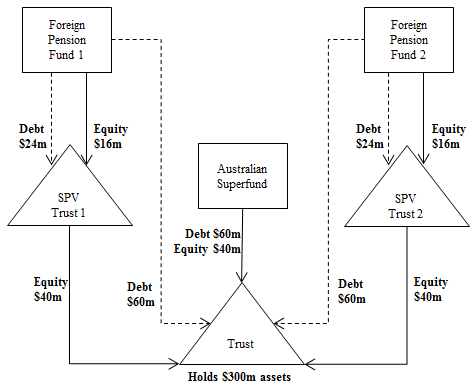 Foreign
Pension
Fund 1
Foreign
Pension
Fund 2
Debt
$24m
Equity
$16m
Debt
$24m
Equity
$16m
Australian
Superfund
SPV
Trust 1
SPV
Trust 2
Debt $60m
Equity $40m
Equity
$40m
Debt
$60m
Debt
$60m
Equity
$40m
Trust
Holds $300m assets